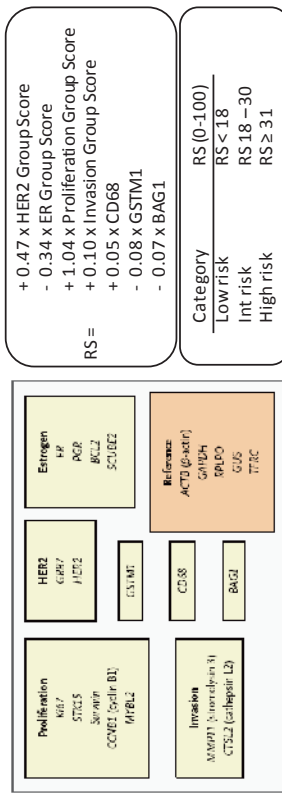 Proliferation
Ki67
STK15
Survivin
CCNB1 (cyclin B1)
MYBL2
HER2
GRB7
HER2
Estrogen
ER
PGR
BCL2
SCUBE2
Invasion
MMP11 (stromolysin 3)
CTSL2 (cathepsin L2)
GSTM1
CD68
BAG1
Reference
ACTB (β-actin)
GAPDH
RPLPO
GUS
TFRC
RS =
+ 0.47 x HER2 Group Score
- 0.34 x ER Group Score
+ 1.04 x Proliferation Group Score
+ 0.10 x Invasion Group Score
+ 0.05 x CD68
- 0.08 x GSTM1
- 0.07 x BAG1
Category RS (0-100)
Low risk RS < 18
Int risk RS 18 – 30
High risk RS ≥ 31